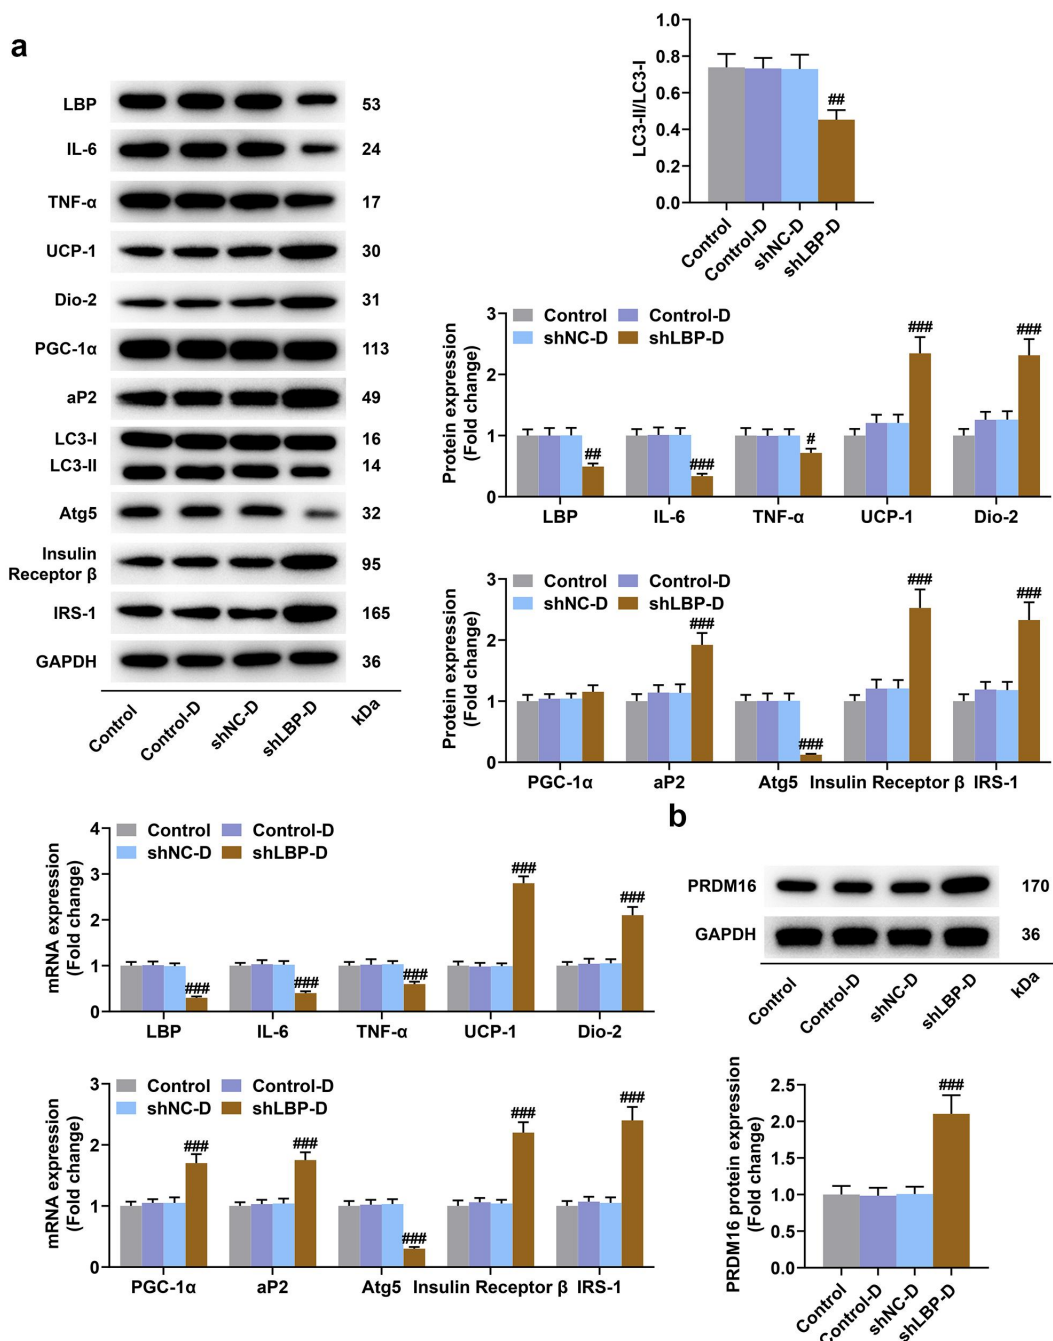 a
LBP 53
IL-6 24
TNF-α 17
UCP-1 30
Dio-2 31
PGC-1α 113
aP2 49
LC3-I 16
LC3-II 14
Atg5 32
Insulin
Receptor β 95
IRS-1 165
GAPDH 36
Control Control-D shNC-D shLBP-D kDa
LC3-II/LC3-I
1.0
0.8
0.6
0.4
0.2
0.0
##
Control Control-D shNC-D shLBP-D
Protein expression
(Fold change)
3
2
1
0
Control Control-D
shNC-D shLBP-D
## ### # ### ###
LBP IL-6 TNF-α UCP-1 Dio-2
Protein expression
(Fold change)
3
2
1
0
Control Control-D
shNC-D shLBP-D
### ### ### ###
PGC-1α aP2 Atg5 Insulin Receptor β IRS-1
mRNA expression
(Fold change)
4
3
2
1
0
Control Control-D
shNC-D shLBP-D
### ### ### ### ###
LBP IL-6 TNF-α UCP-1 Dio-2
mRNA expression
(Fold change)
3
2
1
0
Control Control-D
shNC-D shLBP-D
### ### ### ### ###
PGC-1α aP2 Atg5 Insulin Receptor β IRS-1
b
PRDM16 170
GAPDH 36
Control Control-D shNC-D shLBP-D kDa
PRDM16 protein expression
(Fold change)
2.5
2.0
1.5
1.0
0.5
0.0
###
Control Control-D shNC-D shLBP-D